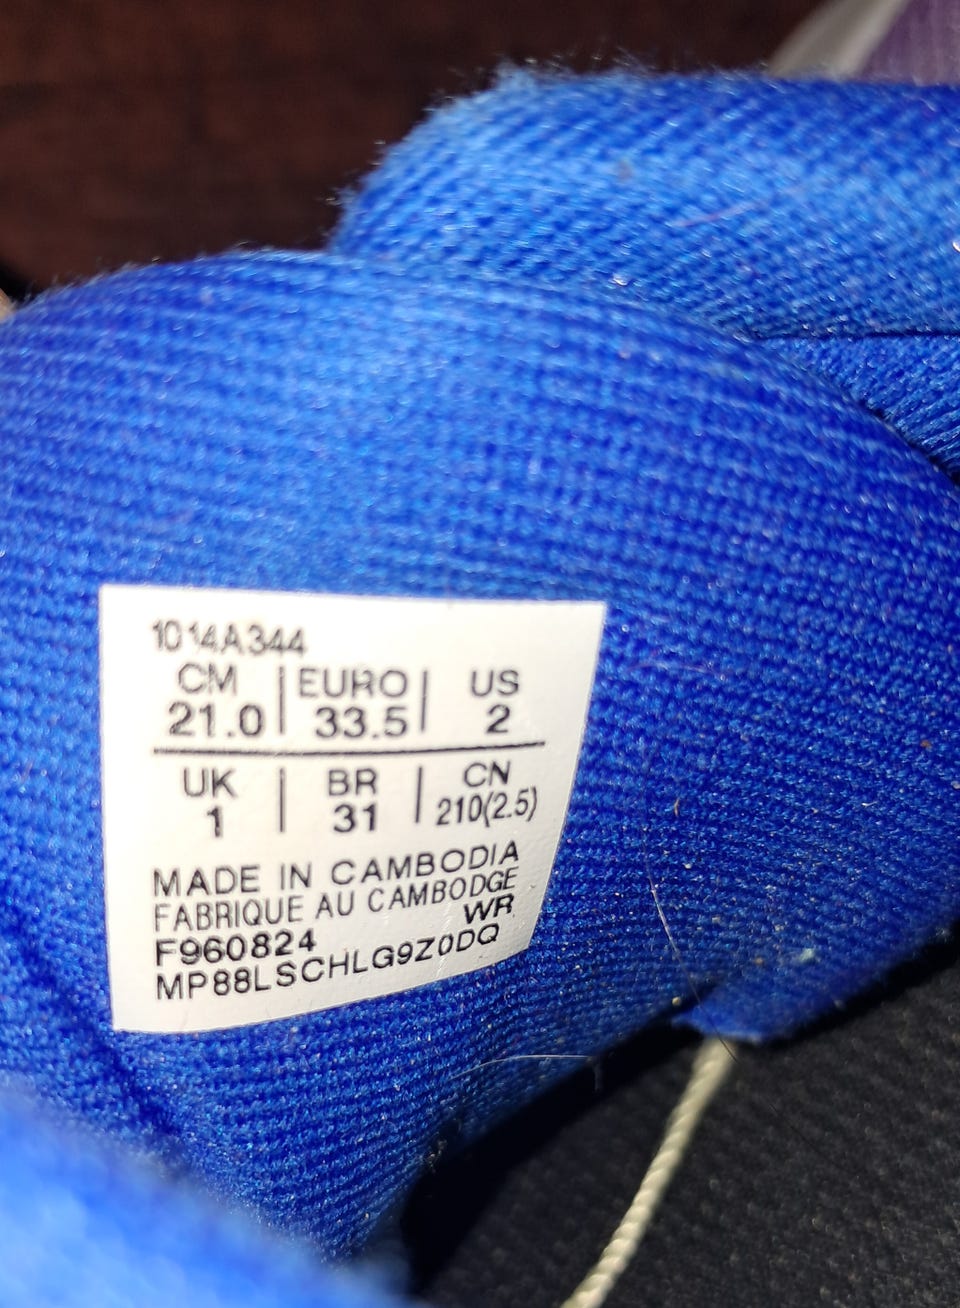 1014A344
CM | EURO | US
21.0 | 33.5 | 2
UK | BR | CN
1 | 31 | 210(2.5)
MADE IN CAMBODIA
FABRIQUE AU CAMBODGE
WR
F960824
MP88LSCHLG9Z0DQ